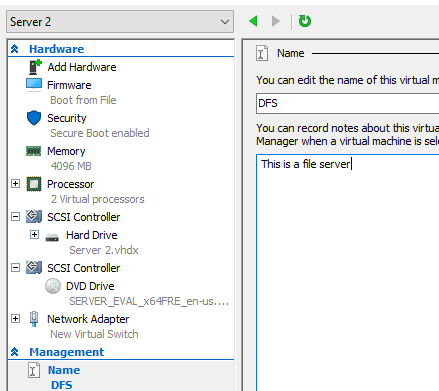 Server 2
Hardware
Add Hardware
Firmware
Boot from File
Security
Secure Boot enabled
Memory
4096 MB
Processor
2 Virtual processors
SCSI Controller
Hard Drive
Server 2.vhdx
SCSI Controller
DVD Drive
SERVER_EVAL_x64FRE_en-us....
Network Adapter
New Virtual Switch
Management
Name
DFS
Name
You can edit the name of this virtual m
DFS
You can record notes about this virtua
Manager when a virtual machine is sele
This is a file server